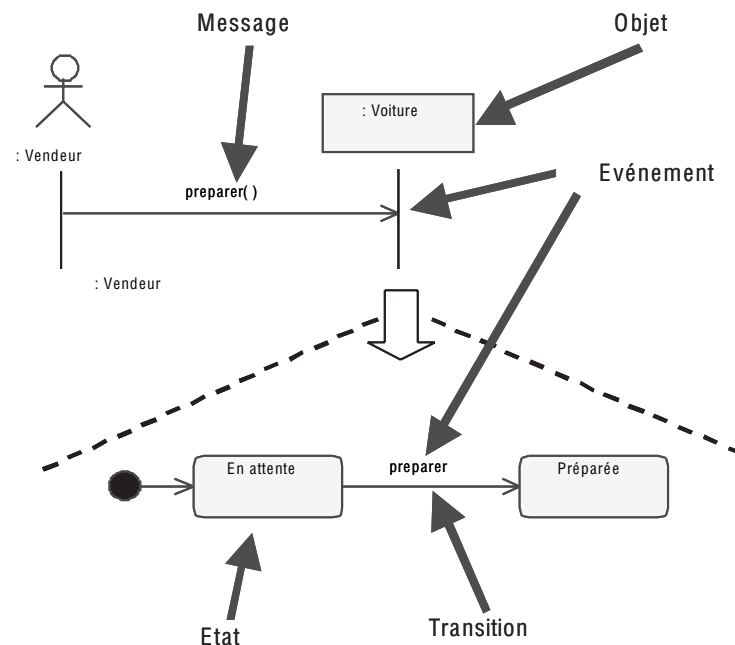 Message
Objet
: Voiture
: Vendeur
Evénement
preparer( )
: Vendeur
En attente
preparer
Préparée
Etat
Transition